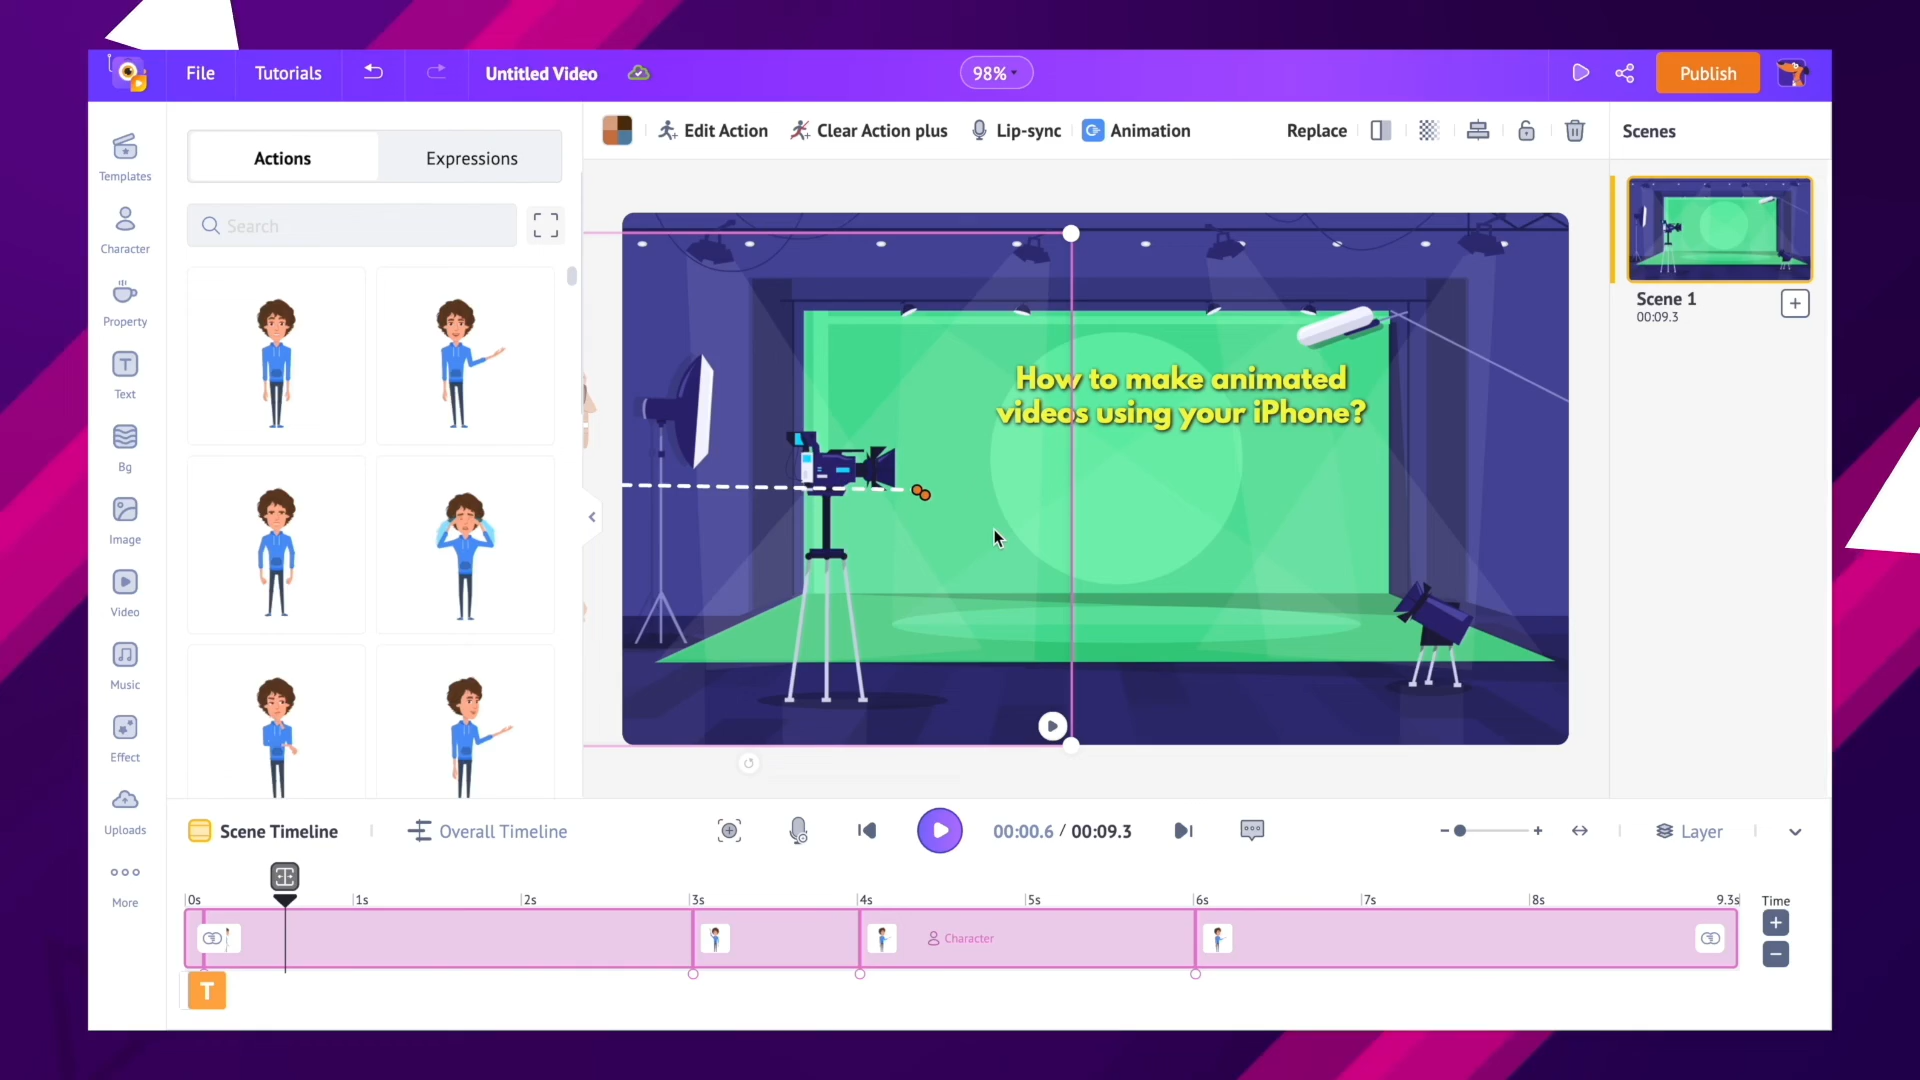 File
Tutorials
Untitled Video
98%
Publish
Templates
Character
Property
Text
Bg
Image
Video
Music
Effect
Uploads
More
Actions
Expressions
Search
Edit Action
Clear Action plus
Lip-sync
Animation
Replace
Scenes
How to make animated
videos using your iPhone?
Scene 1
00:09.3
Scene Timeline
Overall Timeline
00:00.6 / 00:09.3
Layer
0s 1s 2s 3s 4s 5s 6s 7s 8s 9.3s
Time
Character
T